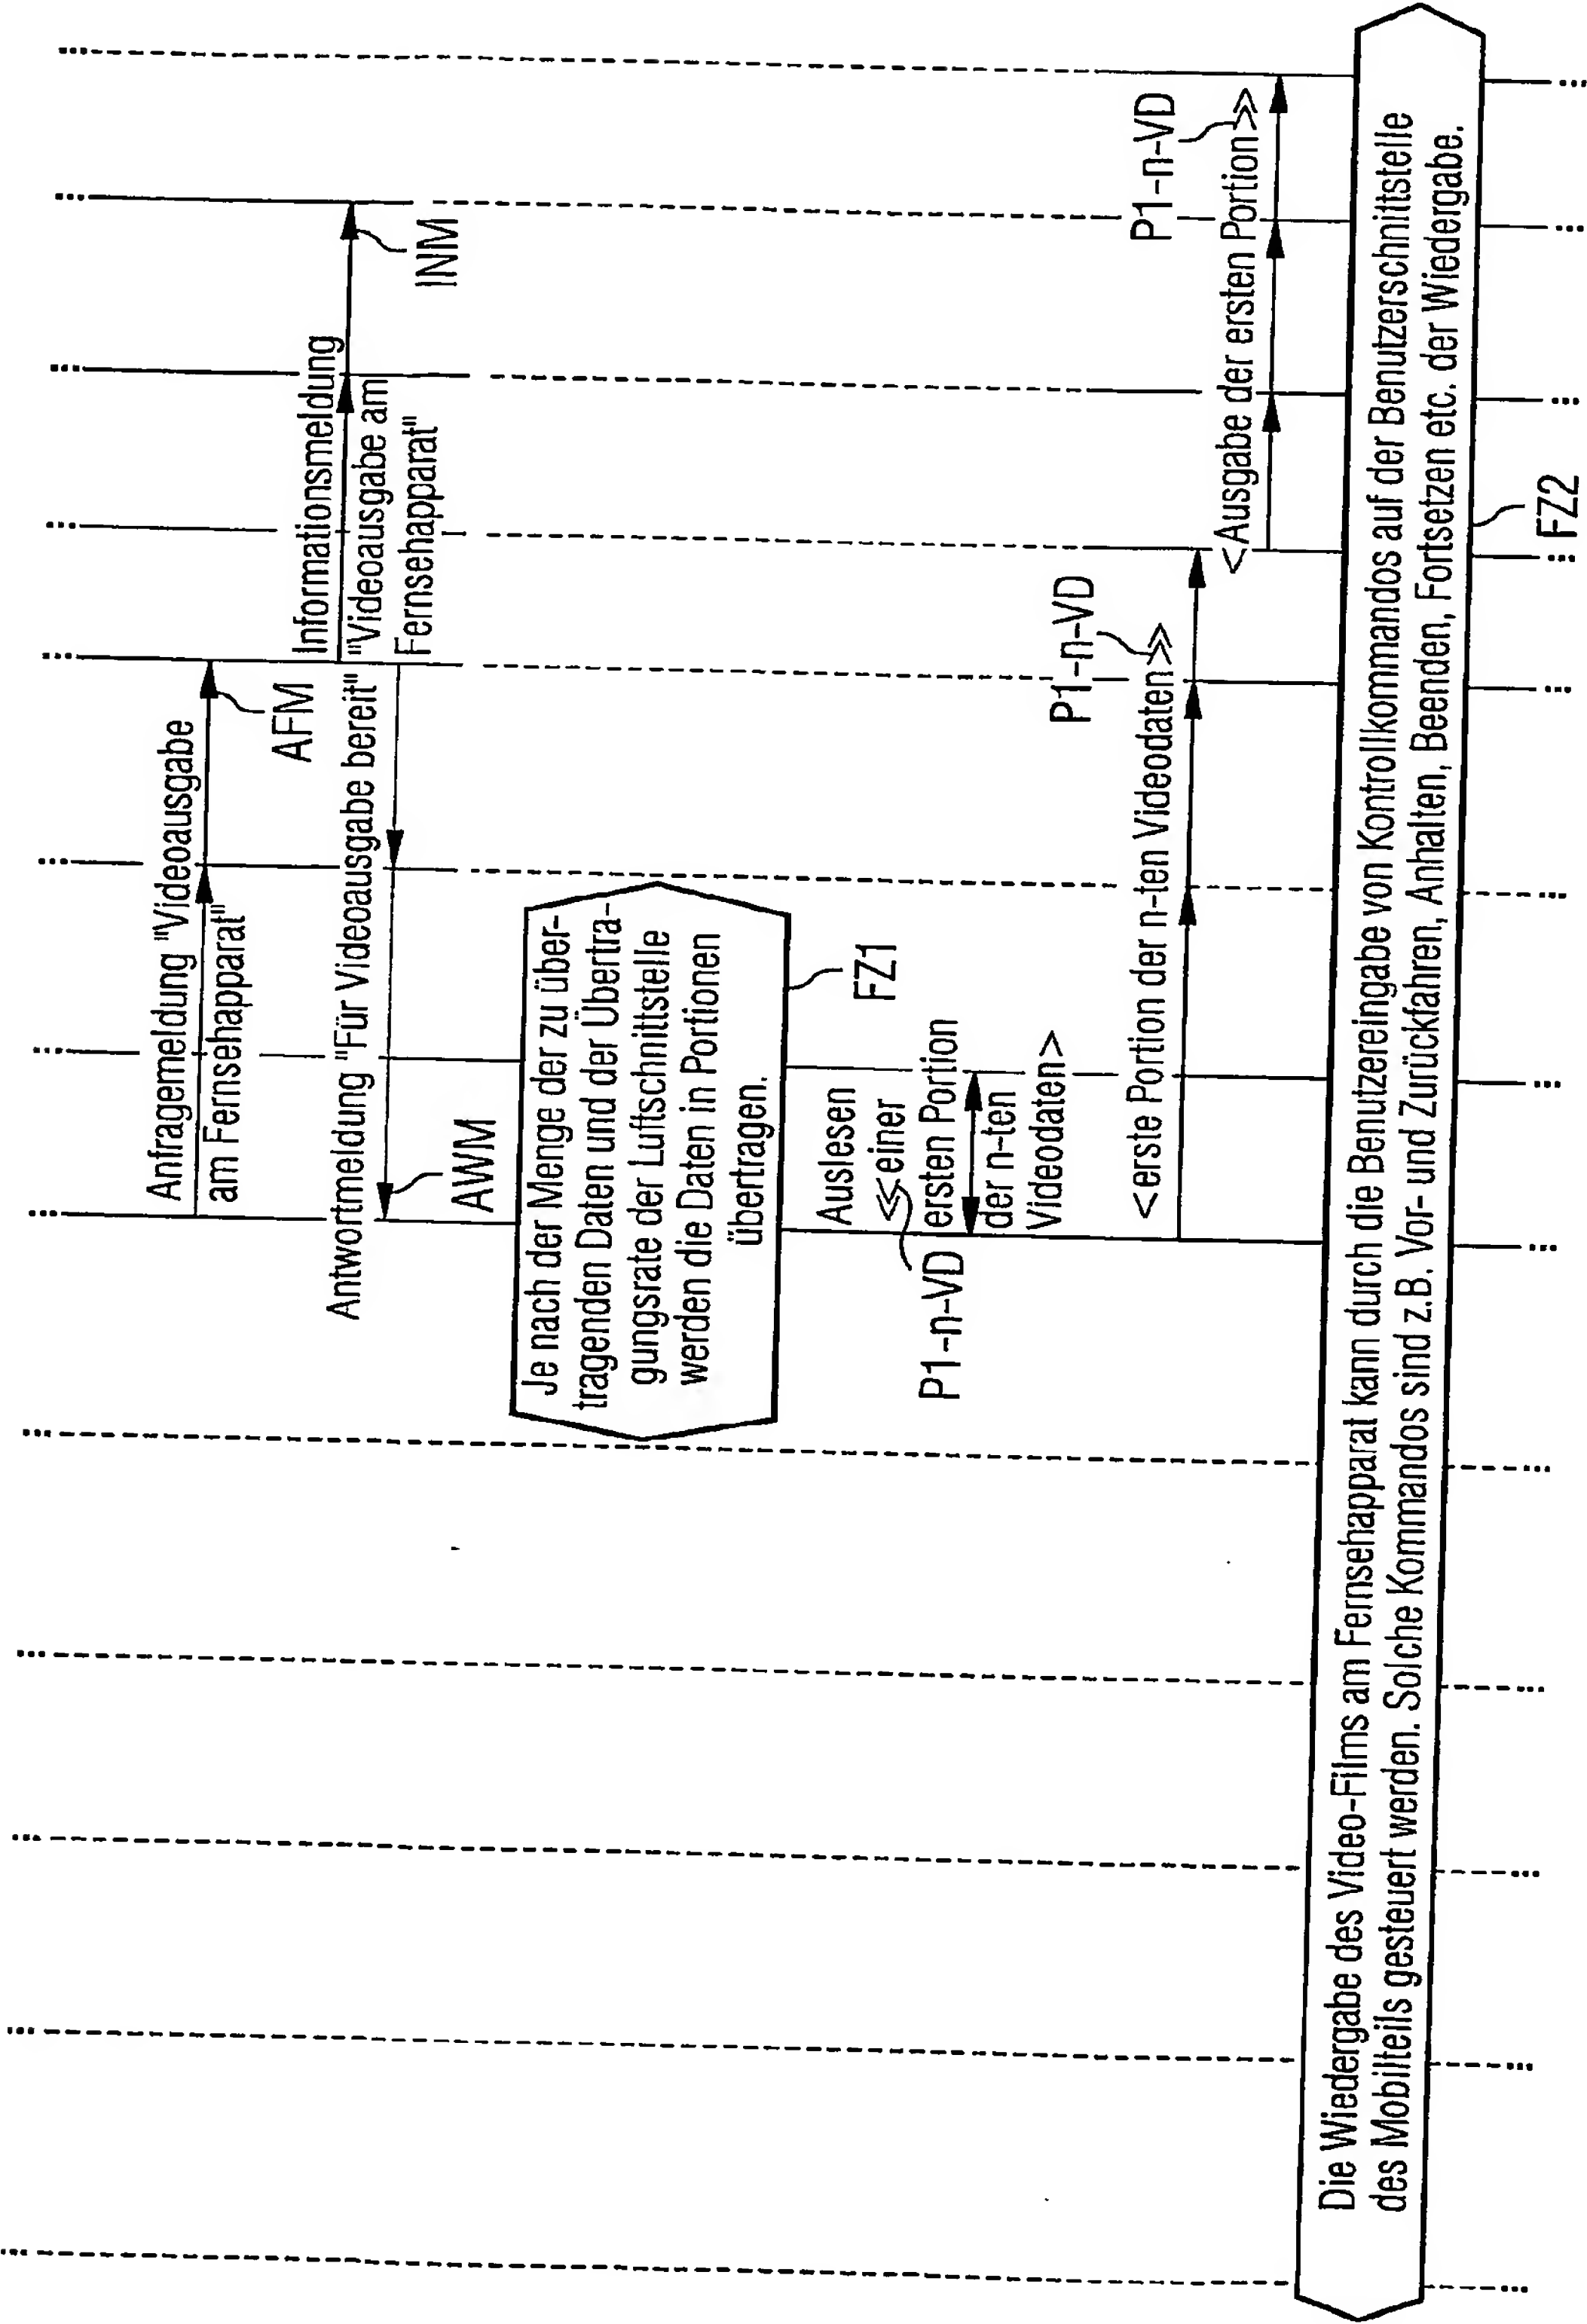 Anfragemeldung "Videoausgabe
am Fernsehapparat"
AFM
Informationsmeldung
"Videoausgabe am
Fernsehapparat"
INM
Antwortmeldung "Für Videoausgabe bereit"
AWM
Je nach der Menge der zu über-
tragenden Daten und der Übertra-
gungsrate der Luftschnittstelle
werden die Daten in Portionen
übertragen.
FZ1
Auslesen
<<einer
ersten Portion
der n-ten
Videodaten>
P1-n-VD
<erste Portion der n-ten Videodaten>>
P1-n-VD
<Ausgabe der ersten Portion>>
P1-n-VD
Die Wiedergabe des Video-Films am Fernsehapparat kann durch die Benutzereingabe von Kontrollkommandos auf der Benutzerschnittstelle
des Mobilteils gesteuert werden. Solche Kommandos sind z.B. Vor- und Zurückfahren, Anhalten, Beenden, Fortsetzen etc. der Wiedergabe.
FZ2